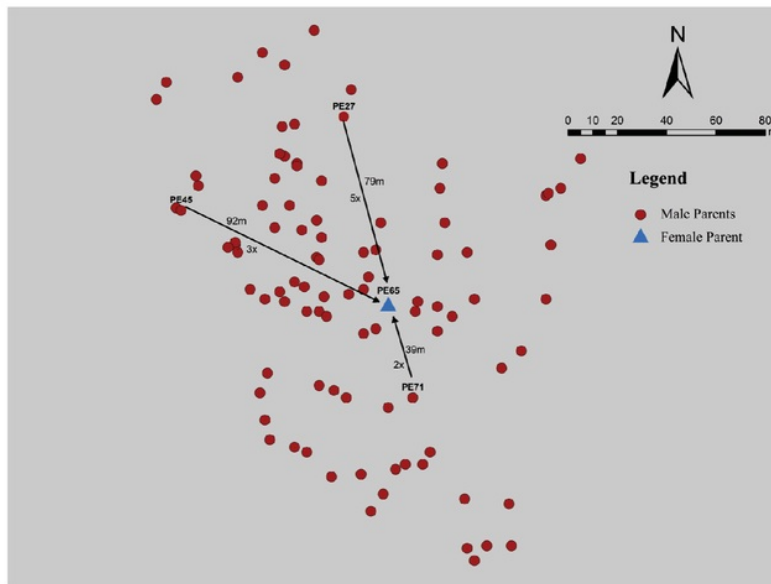 N
PE27
0 20 40 60 80
79m
5x
Legend
PE45
92m
3x
Male Parents
Female Parent
PE65
39m
2x
PE71